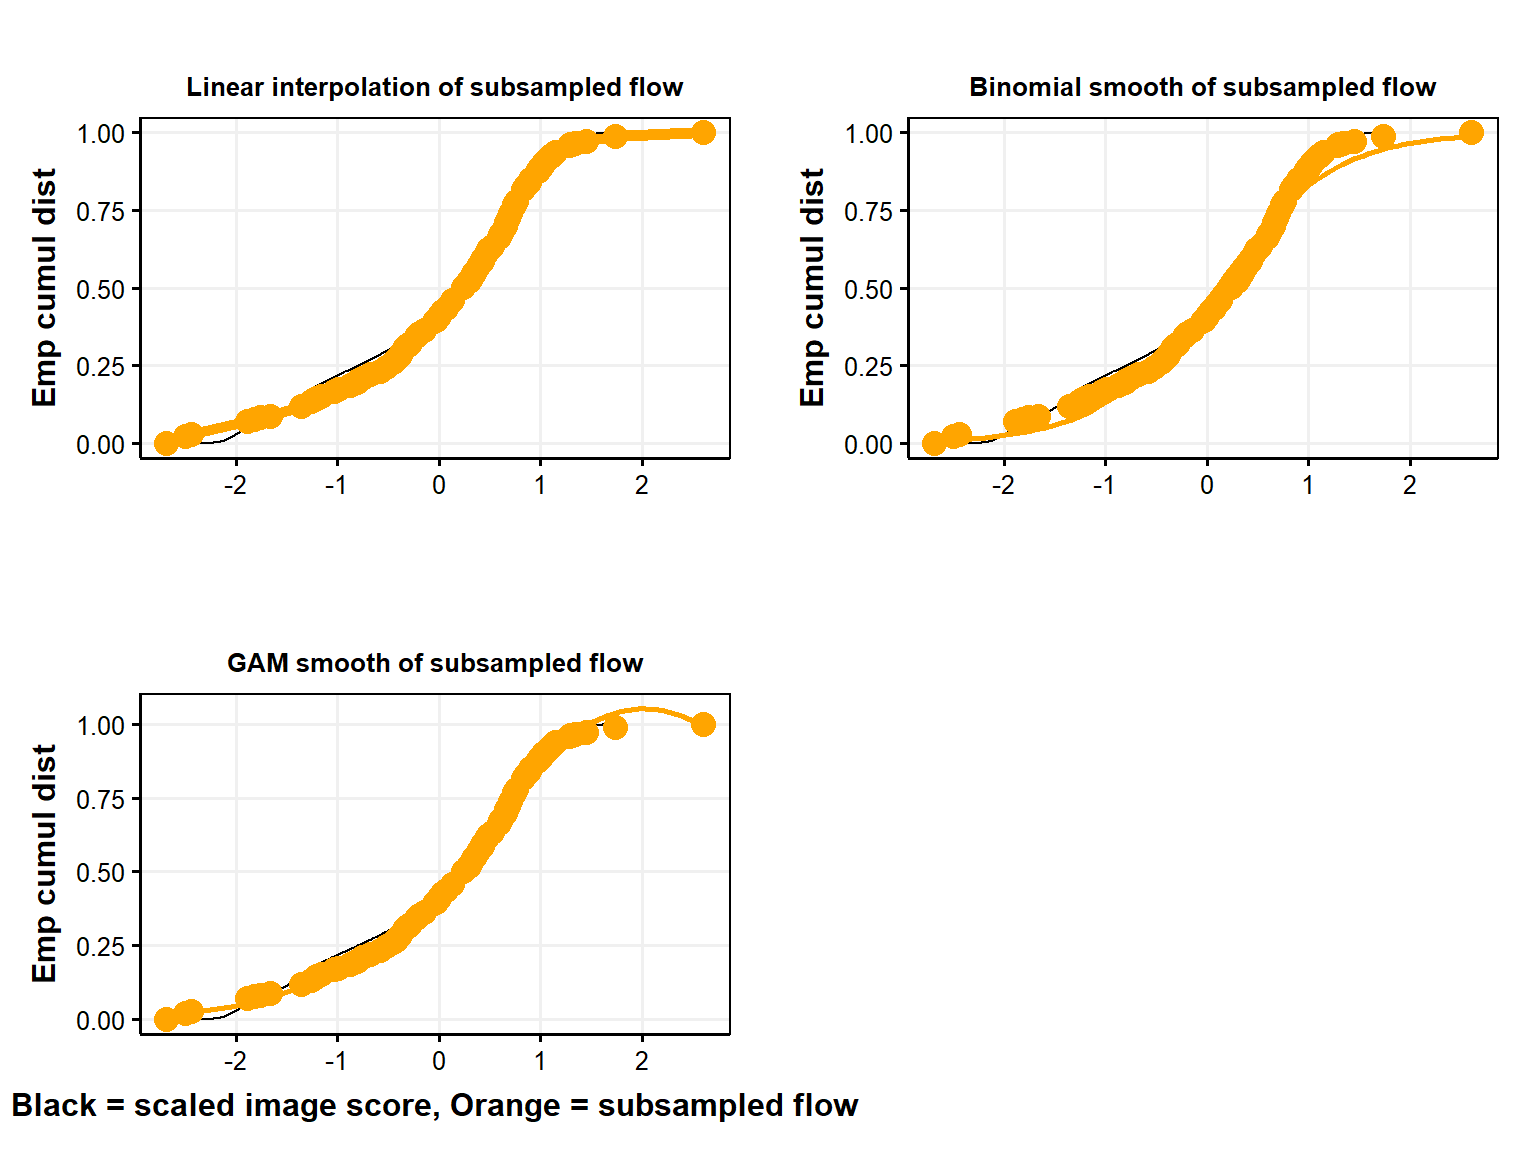 Linear interpolation of subsampled flow
Emp cumul dist
1.00
0.75
0.50
0.25
0.00
-2 -1 0 1 2
Binomial smooth of subsampled flow
Emp cumul dist
1.00
0.75
0.50
0.25
0.00
-2 -1 0 1 2
GAM smooth of subsampled flow
Emp cumul dist
1.00
0.75
0.50
0.25
0.00
-2 -1 0 1 2
Black = scaled image score, Orange = subsampled flow